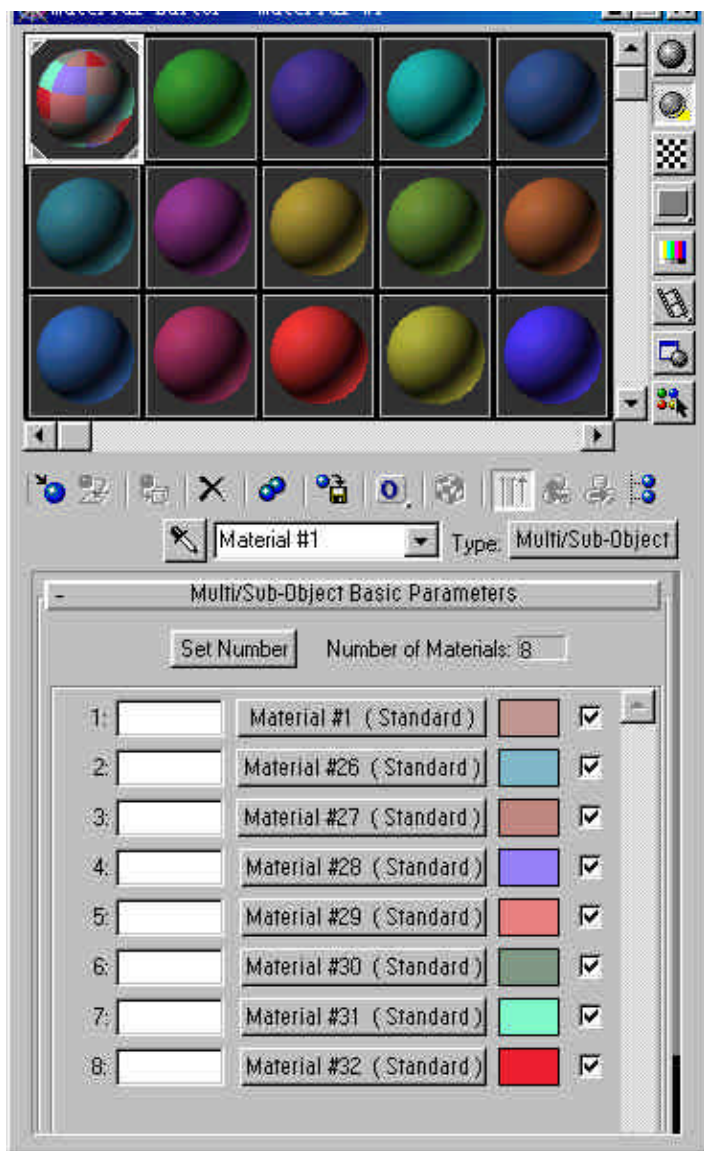 Material #1
Type: Multi/Sub-Object
- Multi/Sub-Object Basic Parameters
Set Number Number of Materials: 8
1: Material #1 ( Standard )
2: Material #26 ( Standard )
3: Material #27 ( Standard )
4: Material #28 ( Standard )
5: Material #29 ( Standard )
6: Material #30 ( Standard )
7: Material #31 ( Standard )
8: Material #32 ( Standard )